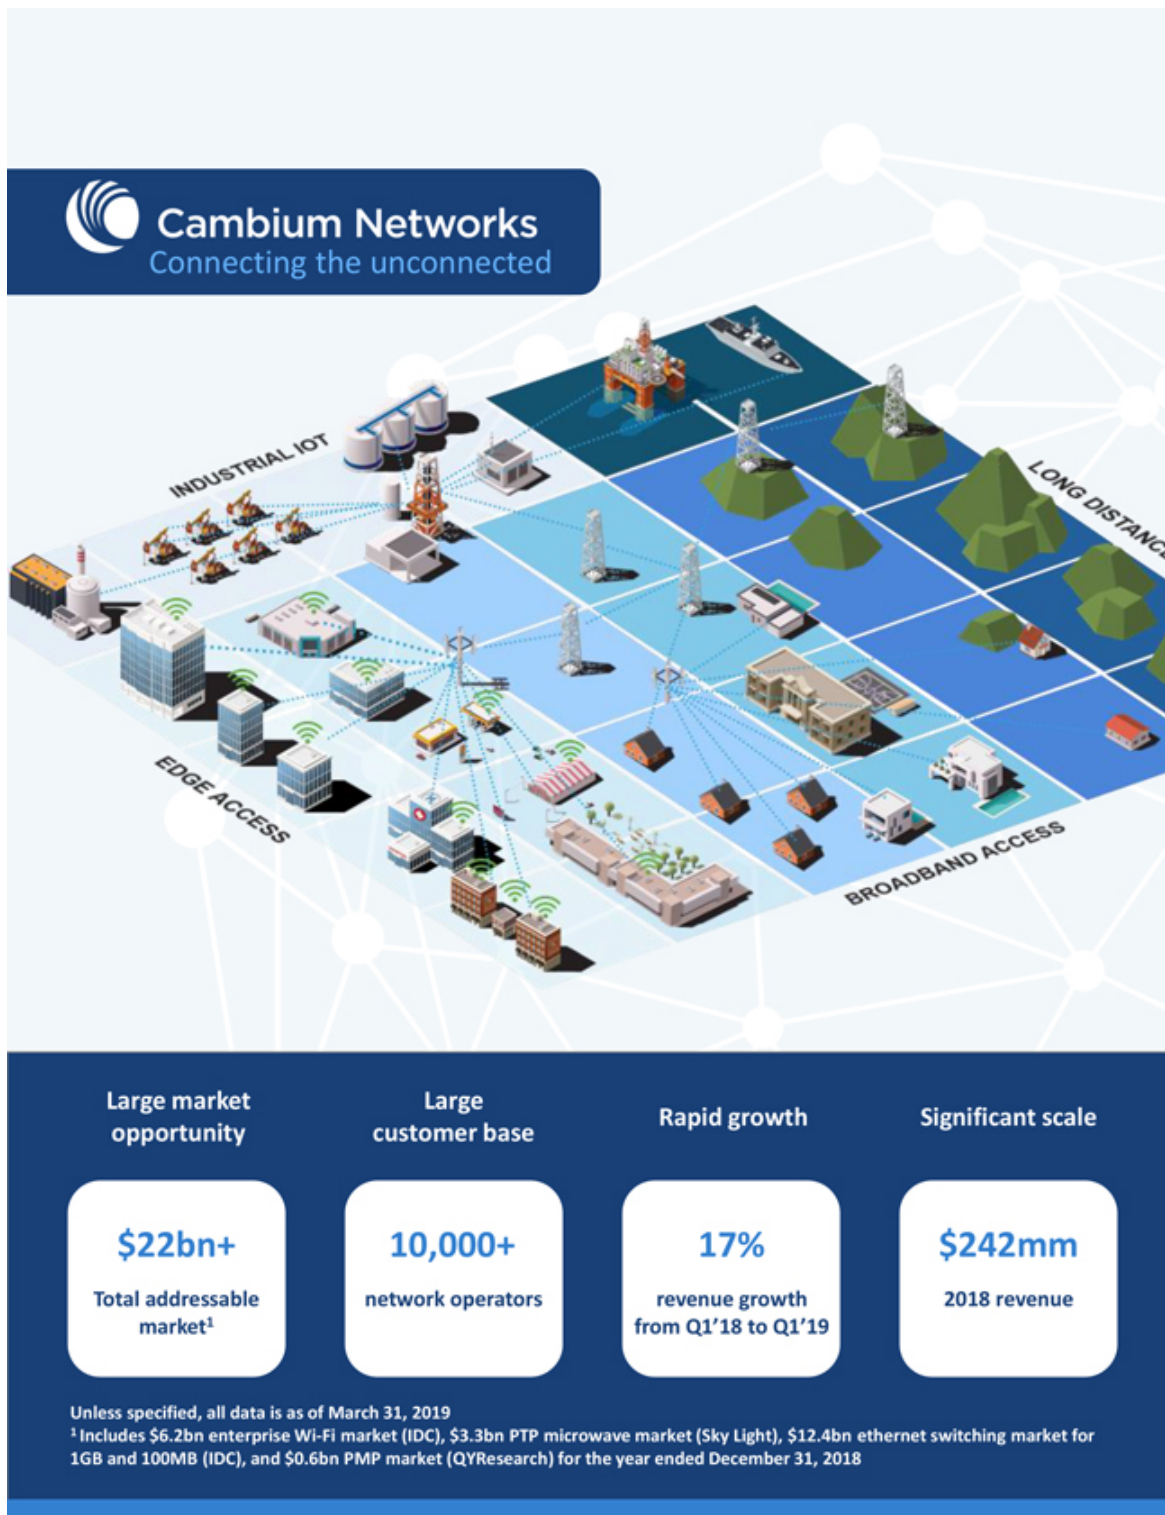 Cambium Networks
Connecting the unconnected
INDUSTRIAL IOT
LONG DISTANCE
EDGE ACCESS
BROADBAND ACCESS
Large market
opportunity
$22bn+
Total addressable
market¹
Large
customer base
10,000+
network operators
Rapid growth
17%
revenue growth
from Q1'18 to Q1'19
Significant scale
$242mm
2018 revenue
Unless specified, all data is as of March 31, 2019
¹ Includes $6.2bn enterprise Wi-Fi market (IDC), $3.3bn PTP microwave market (Sky Light), $12.4bn ethernet switching market for
1GB and 100MB (IDC), and $0.6bn PMP market (QYResearch) for the year ended December 31, 2018